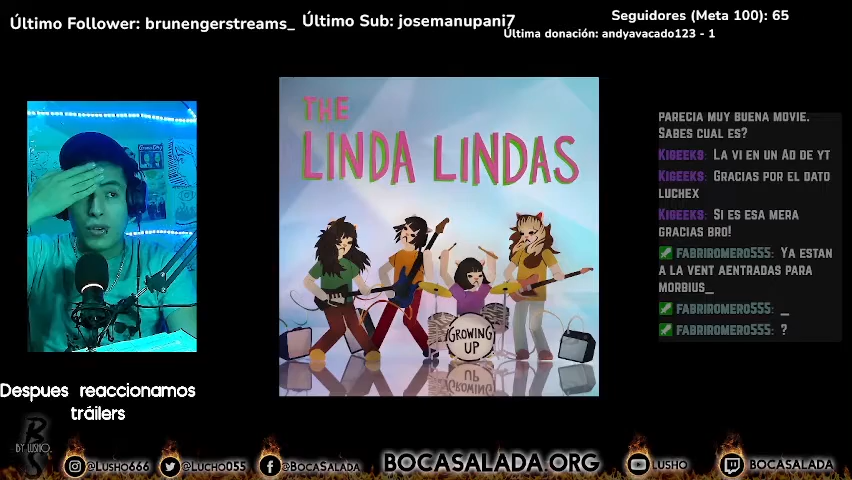 Último Follower: brunengerstreams_
Último Sub: josemanupani7
Seguidores (Meta 100): 65
Última donación: andyavacado123 - 1
THE
LINDA LINDAS
GROWING
UP
PARECIA MUY BUENA MOVIE.
SABES CUAL ES?
KIGEEKS: LA VI EN UN AD DE YT
KIGEEKS: GRACIAS POR EL DATO
LUCHEX
KIGEEKS: SI ES ESA MERA
GRACIAS BRO!
FABRIROMERO555: YA ESTAN
A LA VENT AENTRADAS PARA
MORBIUS_
FABRIROMERO555: _
FABRIROMERO555: ?
Despues reaccionamos
tráilers
BY LUSHO
@LUSHO666
@LUCHO055
@BOCASALADA
BOCASALADA.ORG
LUSHO
BOCASALADA